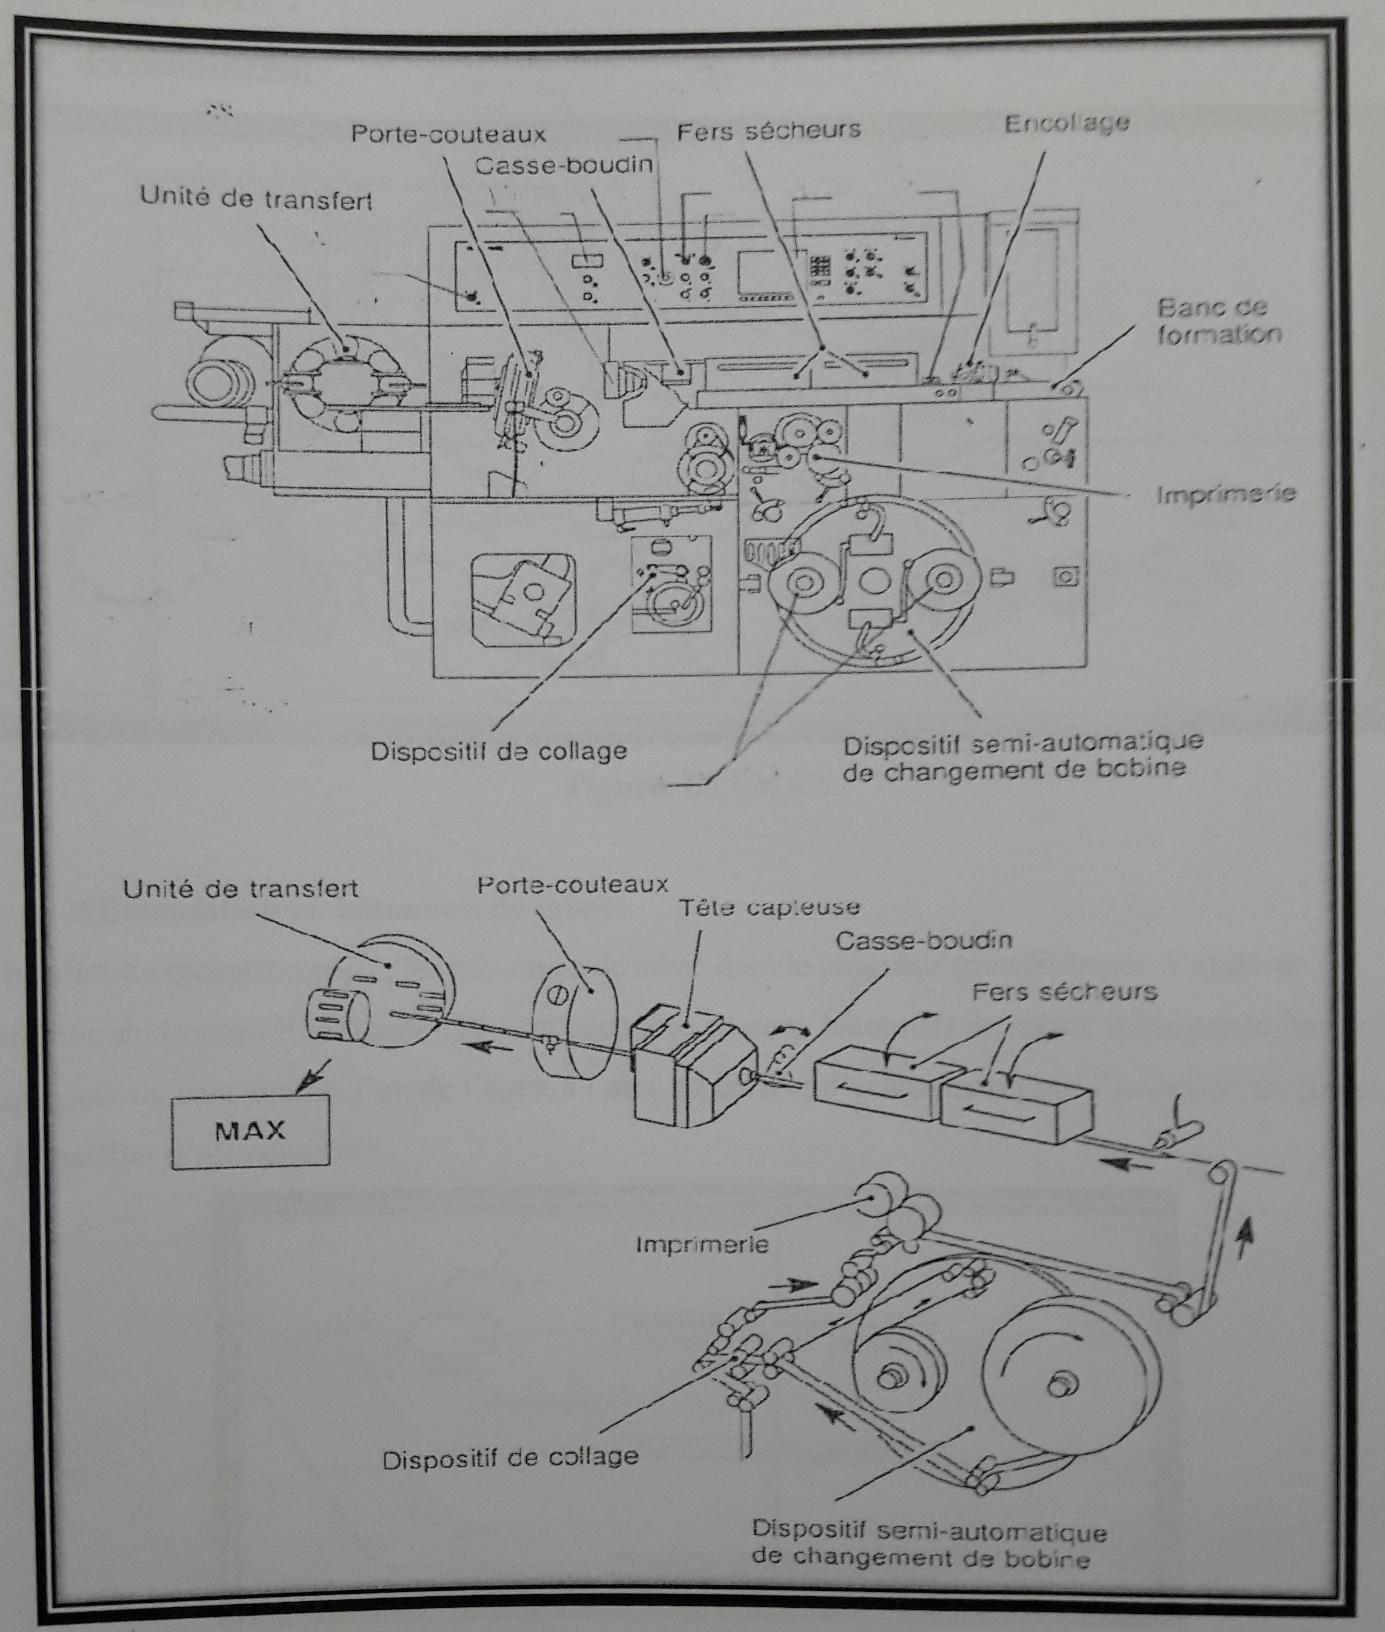 Porte-couteaux
Fers sécheurs
Encollage
Casse-boudin
Unité de transfert
Banc de
formation
Imprimerie
Dispositif de collage
Dispositif semi-automatique
de changement de bobine
Unité de transfert
Porte-couteaux
Tête capteuse
Casse-boudin
Fers sécheurs
MAX
Imprimerie
Dispositif de collage
Dispositif semi-automatique
de changement de bobine